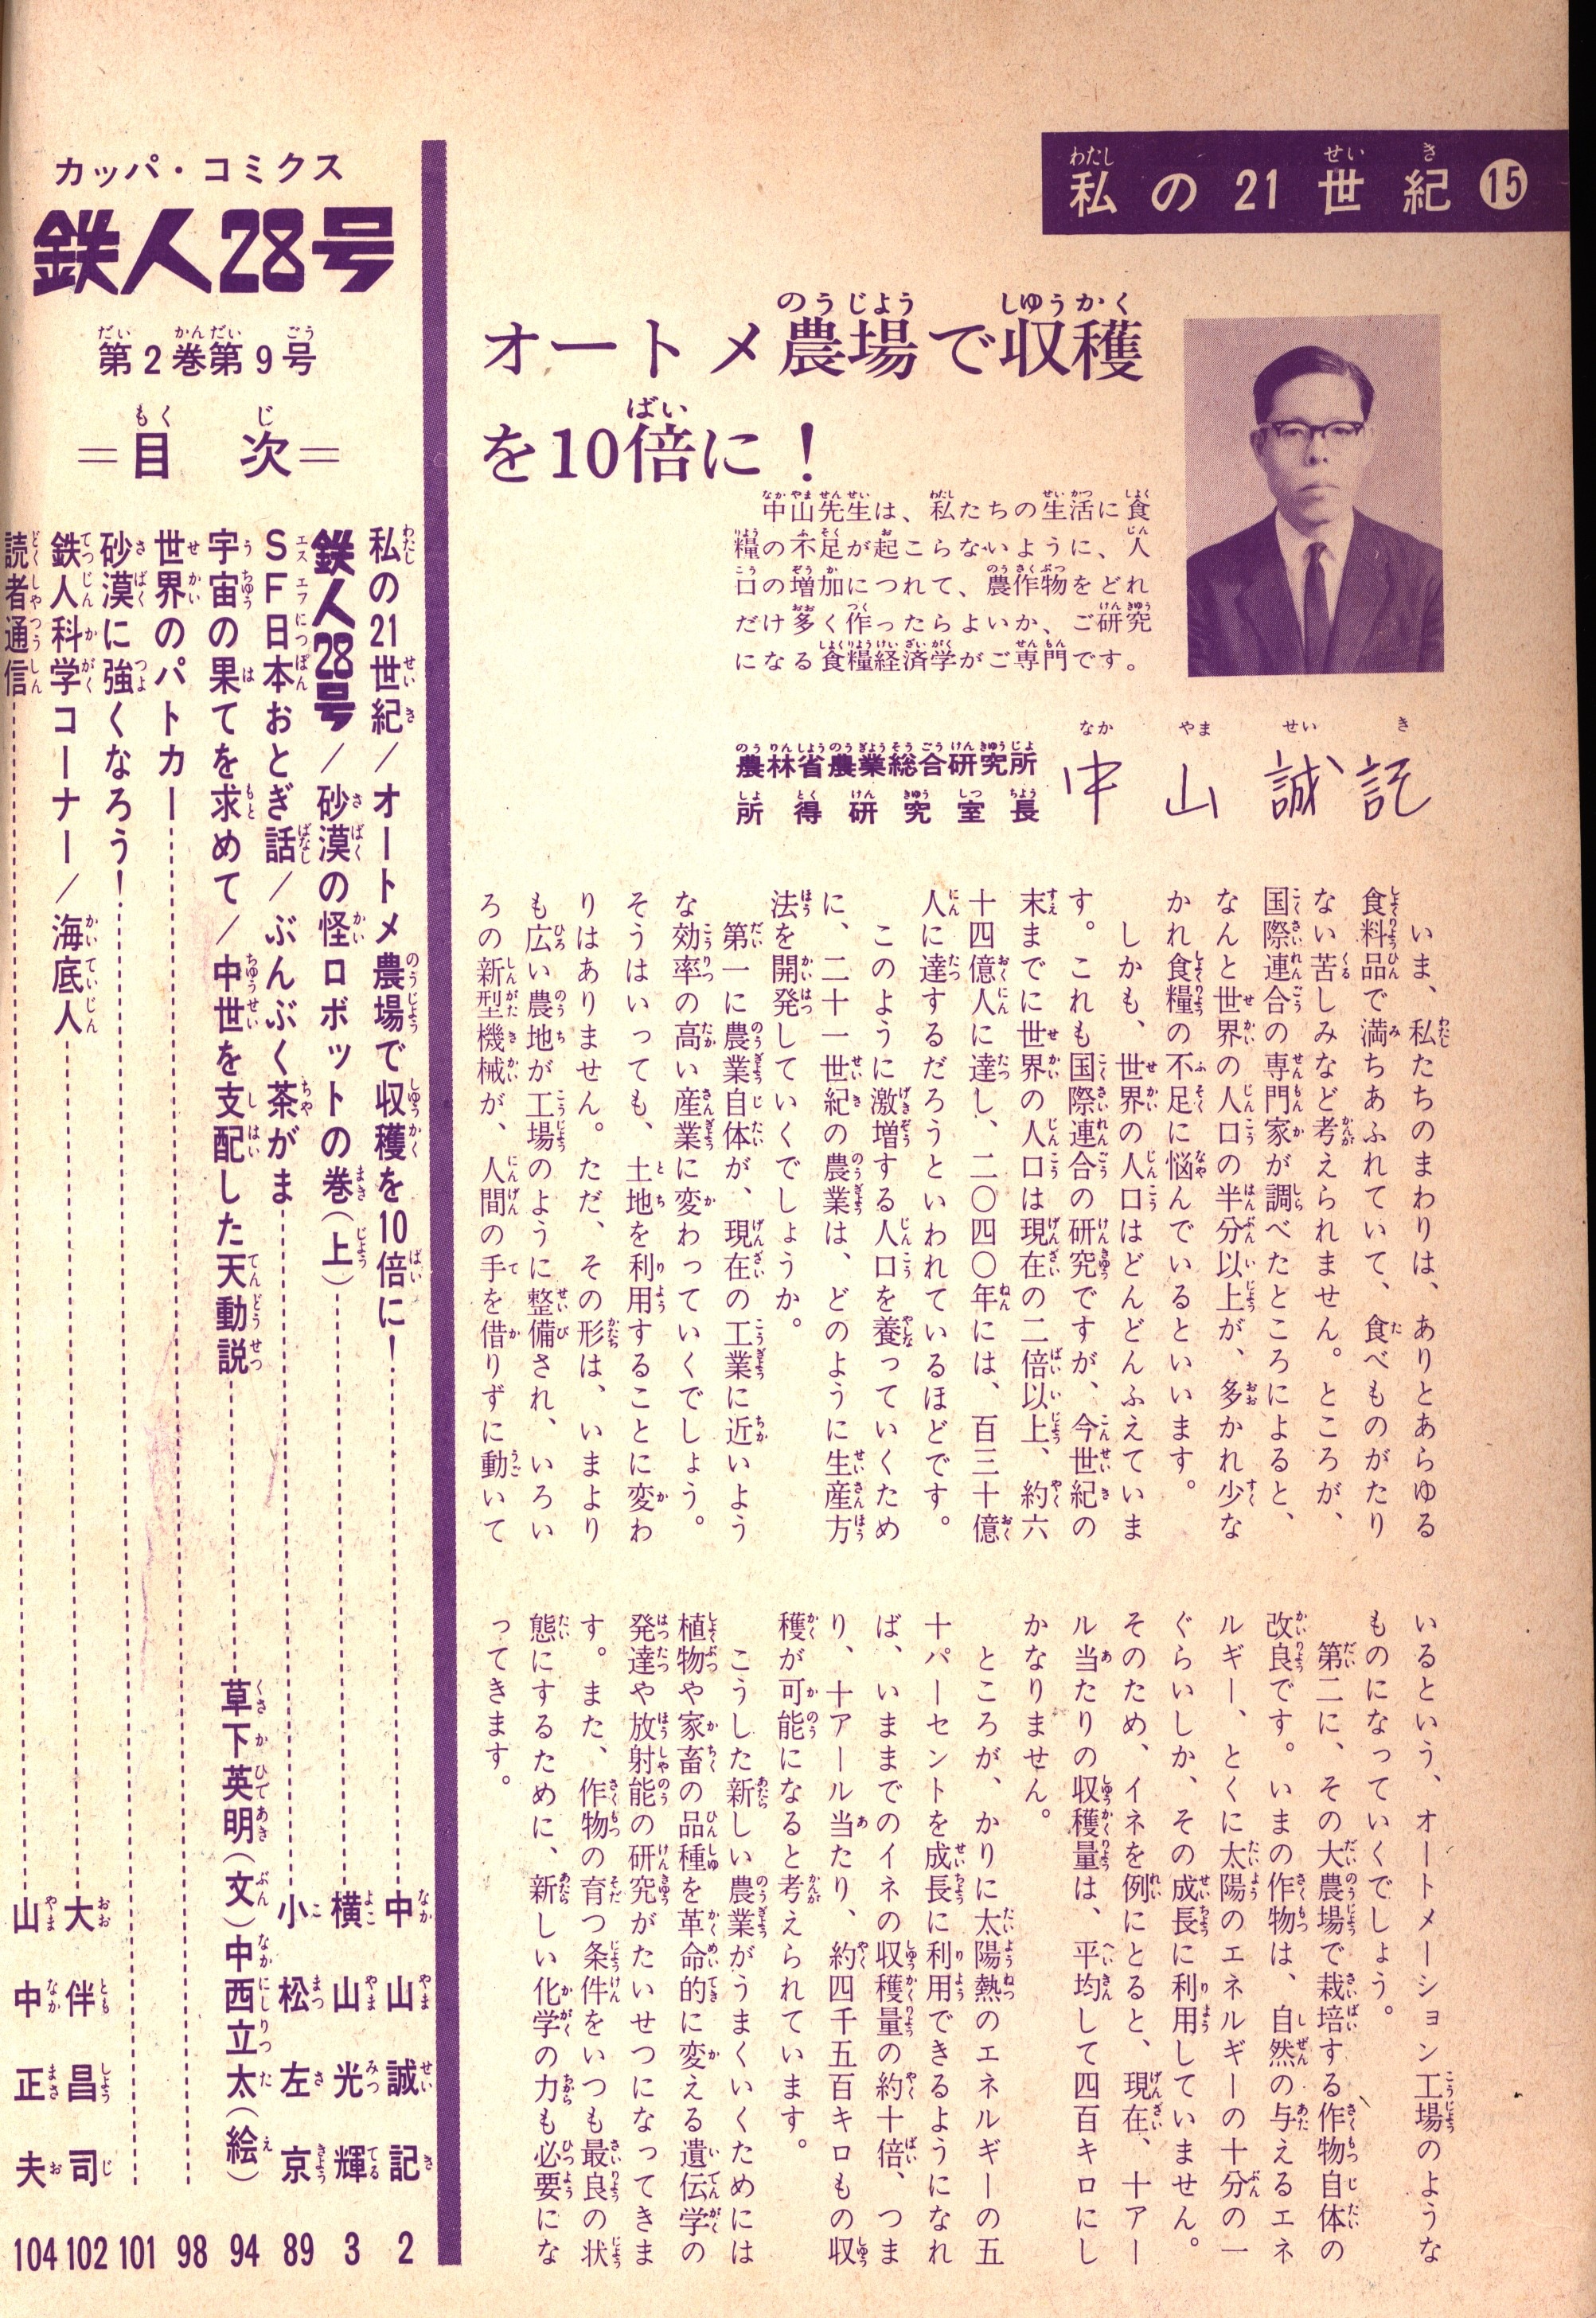 私の21世紀⑮
オートメ農場で収穫
を10倍に！
中山先生は、私たちの生活に食
糧の不足が起こらないように、人
口の増加につれて、農作物をどれ
だけ多く作ったらよいか、ご研究
になる食糧経済学がご専門です。
農林省農業総合研究所
所得研究室長
中山誠記
いま、私たちのまわりは、ありとあらゆる
食料品で満ちあふれていて、食べものがたり
ない苦しみなど考えられません。ところが、
国際連合の専門家が調べたところによると、
なんと世界の人口の半分以上が、多かれ少な
かれ食糧の不足に悩んでいるといいます。
しかも、世界の人口はどんどんふえていま
す。これも国際連合の研究ですが、今世紀の
末までに世界の人口は現在の二倍以上、約六
十四億人に達し、二〇四〇年には、百三十億
人に達するだろうといわれているほどです。
このように激増する人口を養っていくため
に、二十一世紀の農業は、どのように生産方
法を開発していくでしょうか。
第一に農業自体が、現在の工業に近いよう
な効率の高い産業に変わっていくでしょう。
そうはいっても、土地を利用することに変わ
りはありません。ただ、その形は、いまより
も広い農地が工場のように整備され、いろい
ろの新型機械が、人間の手を借りずに動いて
いるという、オートメーション工場のような
ものになっていくでしょう。
第二に、その大農場で栽培する作物自体の
改良です。いまの作物は、自然の与えるエネ
ルギー、とくに太陽のエネルギーの十分の一
ぐらいしか、その成長に利用していません。
そのため、イネを例にとると、現在、十アー
ル当たりの収穫量は、平均して四百キロにし
かなりません。
ところが、かりに太陽熱のエネルギーの五
十パーセントを成長に利用できるようになれ
ば、いままでのイネの収穫量の約十倍、つま
り、十アール当たり、約四千五百キロもの収
穫が可能になると考えられています。
こうした新しい農業がうまくいくためには
植物や家畜の品種を革命的に変える遺伝学の
発達や放射能の研究がたいせつになってきま
す。また、作物の育つ条件をいつも最良の状
態にするために、新しい化学の力も必要にな
ってきます。
カッパ・コミクス
鉄人28号
第2巻第9号
＝目次＝
私の21世紀／オートメ農場で収穫を10倍に！ 中山誠記 2
鉄人28号／砂漠の怪ロボットの巻（上） 横山光輝 3
SF日本おとぎ話／ぶんぶく茶がま 小松左京 89
宇宙の果てを求めて／中世を支配した天動説 草下英明（文）中西立太（絵） 94
世界のパトカー 98
砂漠に強くなろう！ 101
鉄人科学コーナー／海底人 大伴昌司 102
読者通信 山中正夫 104